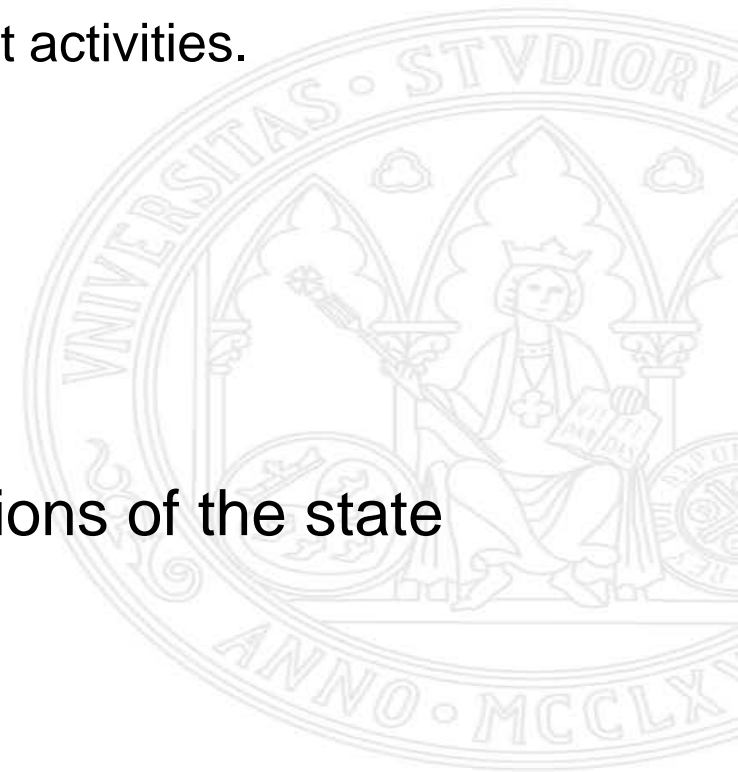 t activities.
VNIVERSITAS · STVDIORV
ions of the state
ANNO · MCCLX